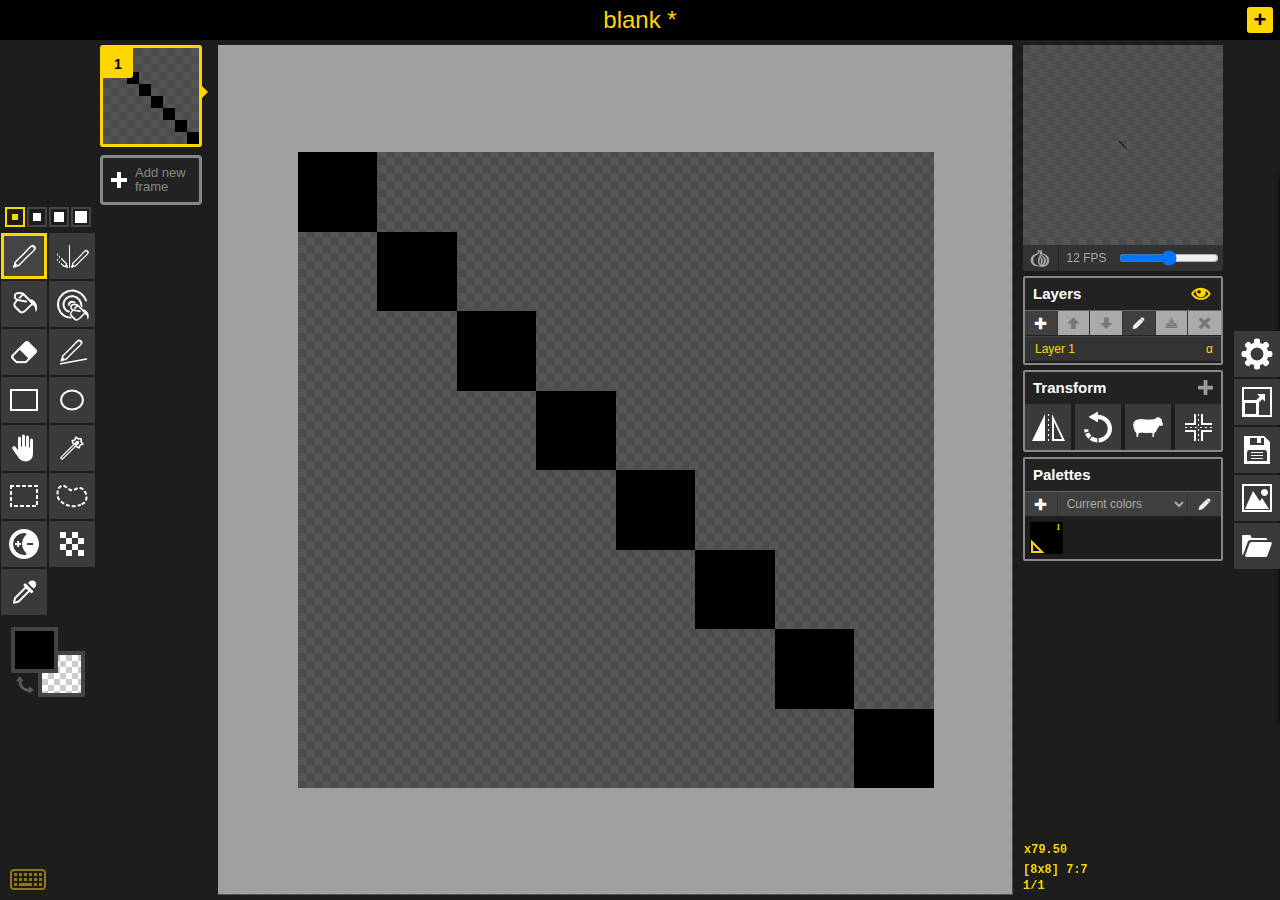 blank *
+
1
Add new
frame
12 FPS
Layers
Layer 1 α
Transform
Palettes
Current colors
1
x79.50
[8x8] 7:7
1/1